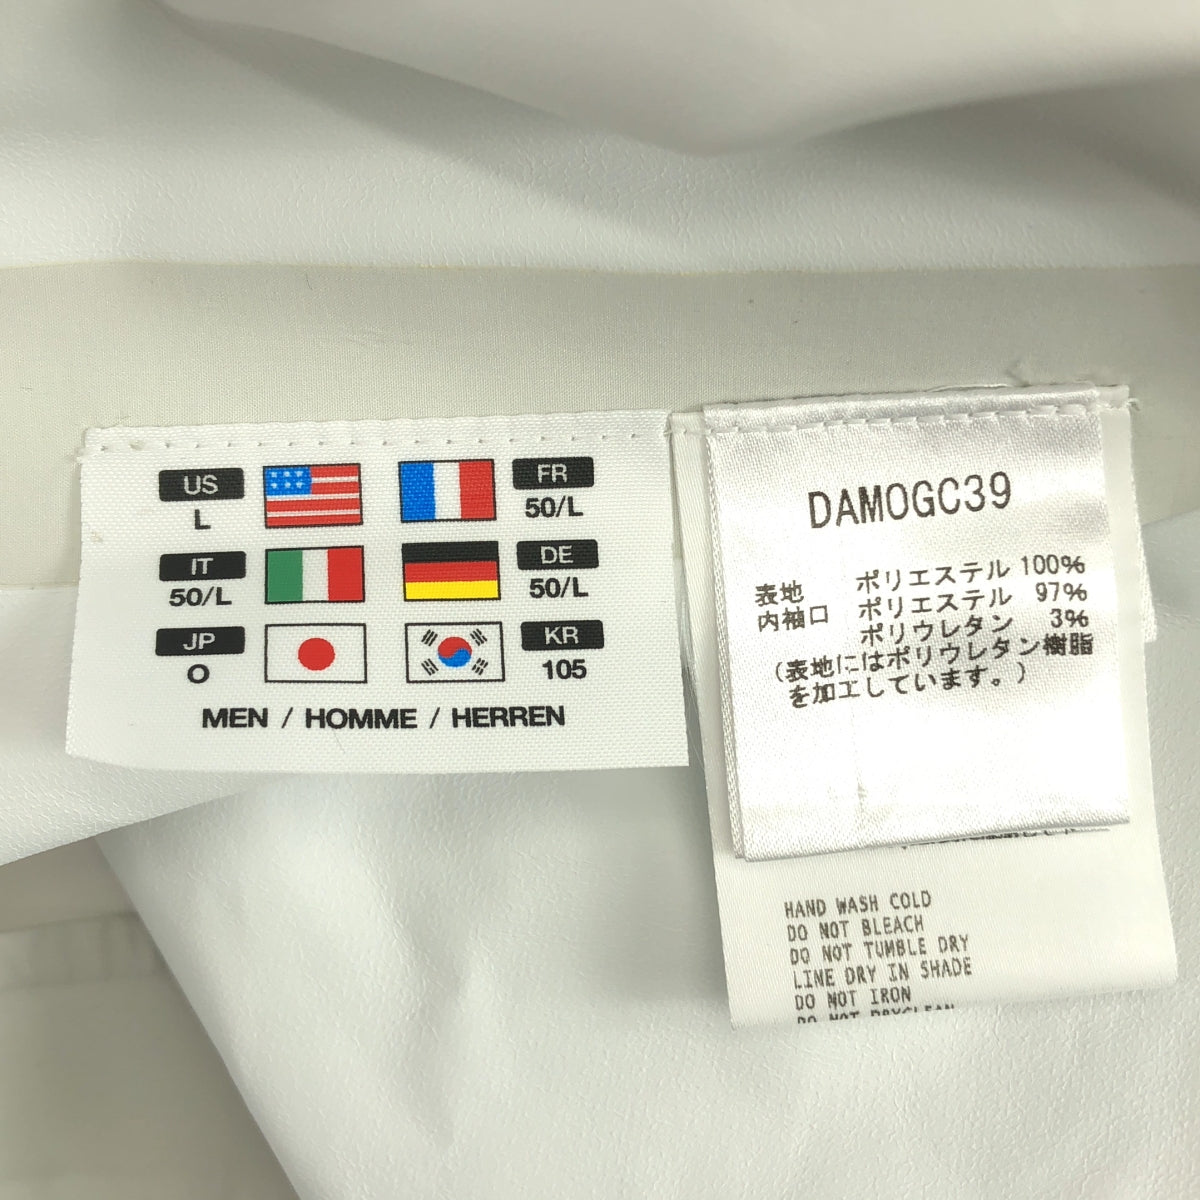 US FR
L 50/L
IT DE
50/L 50/L
JP KR
O 105
MEN / HOMME / HERREN
DAMOGC39
表地 ポリエステル 100%
内袖口 ポリエステル 97%
ポリウレタン 3%
(表地にはポリウレタン樹脂
を加工しています。)
HAND WASH COLD
DO NOT BLEACH
DO NOT TUMBLE DRY
LINE DRY IN SHADE
DO NOT IRON
DO NOT DRYCLEAN